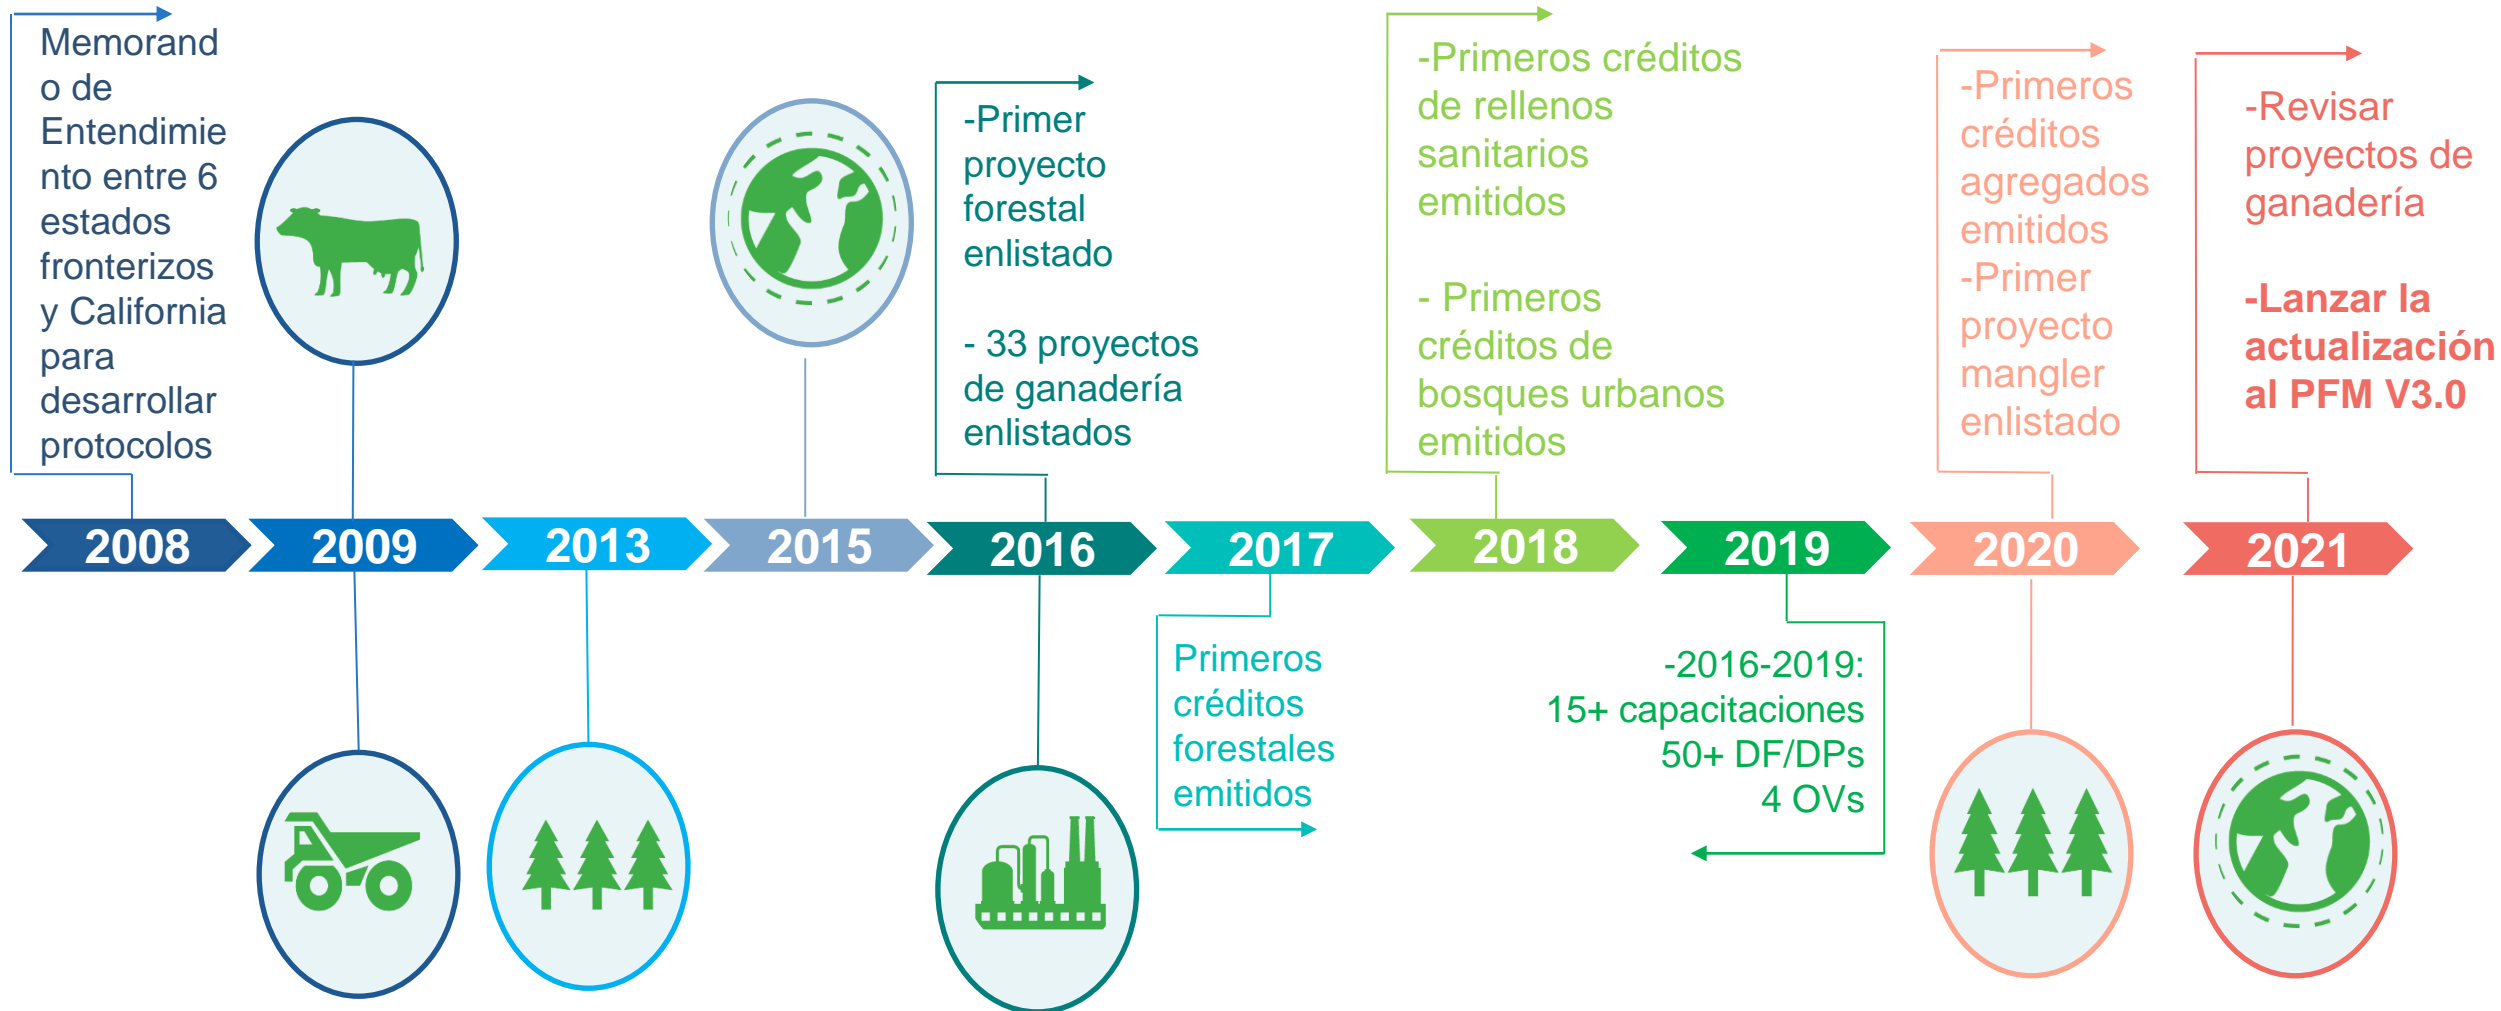 Memorand
o de
Entendimie
nto entre 6
estados
fronterizos
y California
para
desarrollar
protocolos
-Primer
proyecto
forestal
enlistado
- 33 proyectos
de ganadería
enlistados
-Primeros créditos
de rellenos
sanitarios
emitidos
- Primeros
créditos de
bosques urbanos
emitidos
-Primeros
créditos
agregados
emitidos
-Primer
proyecto
mangler
enlistado
-Revisar
proyectos de
ganadería
-Lanzar la
actualización
al PFM V3.0
2008
2009
2013
2015
2016
2017
2018
2019
2020
2021
Primeros
créditos
forestales
emitidos
-2016-2019:
15+ capacitaciones
50+ DF/DPs
4 OVs